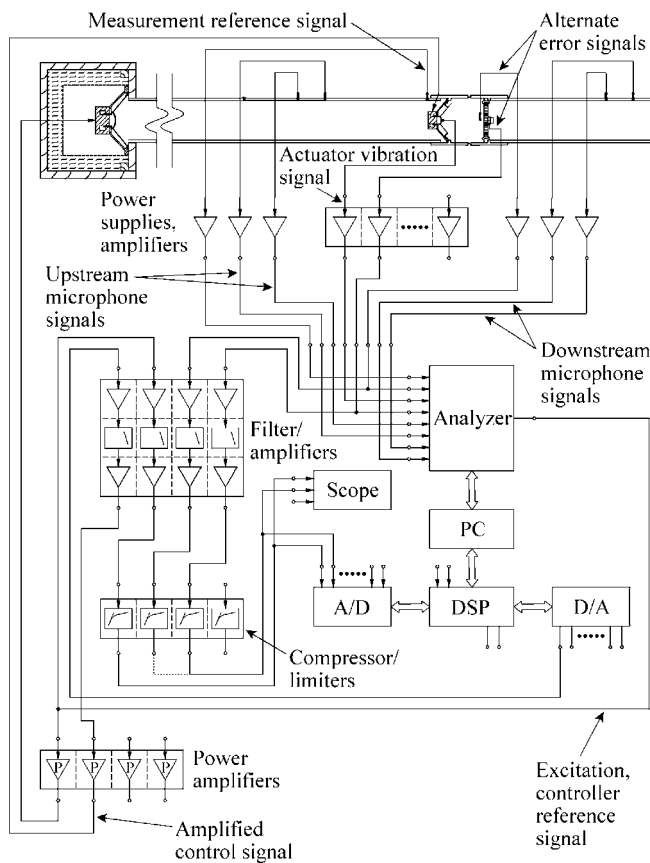 Measurement reference signal
Alternate
error signals
Actuator vibration
signal
Power
supplies,
amplifiers
Upstream
microphone
signals
Downstream
microphone
signals
Analyzer
Filter/
amplifiers
Scope
PC
A/D
DSP
D/A
Compressor/
limiters
P
P
P
P
Power
amplifiers
Amplified
control signal
Excitation,
controller
reference
signal